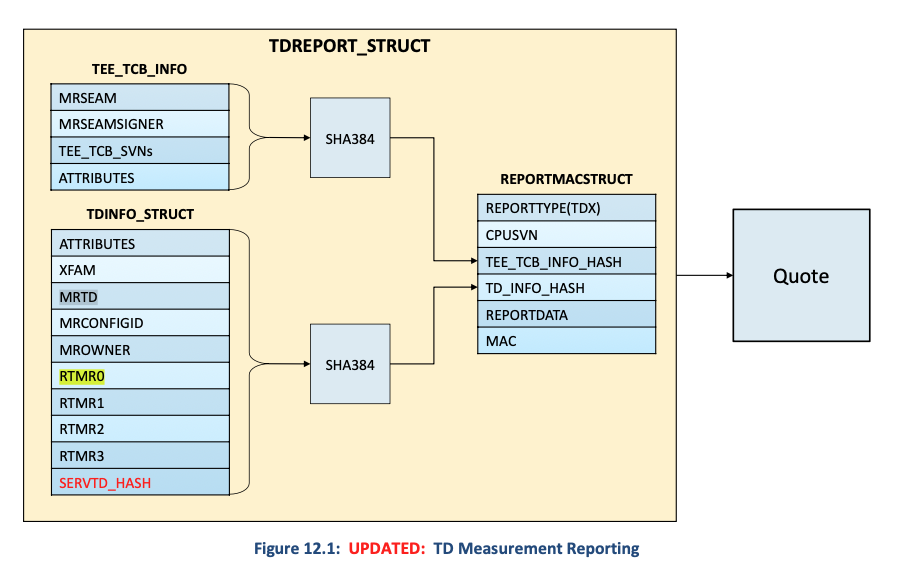 TDREPORT_STRUCT
TEE_TCB_INFO
MRSEAM
MRSEAMSIGNER
TEE_TCB_SVNs
ATTRIBUTES
SHA384
TDINFO_STRUCT
ATTRIBUTES
XFAM
MRTD
MRCONFIGID
MROWNER
RTMR0
RTMR1
RTMR2
RTMR3
SERVTD_HASH
SHA384
REPORTMACSTRUCT
REPORTTYPE(TDX)
CPUSVN
TEE_TCB_INFO_HASH
TD_INFO_HASH
REPORTDATA
MAC
Quote
Figure 12.1: UPDATED: TD Measurement Reporting